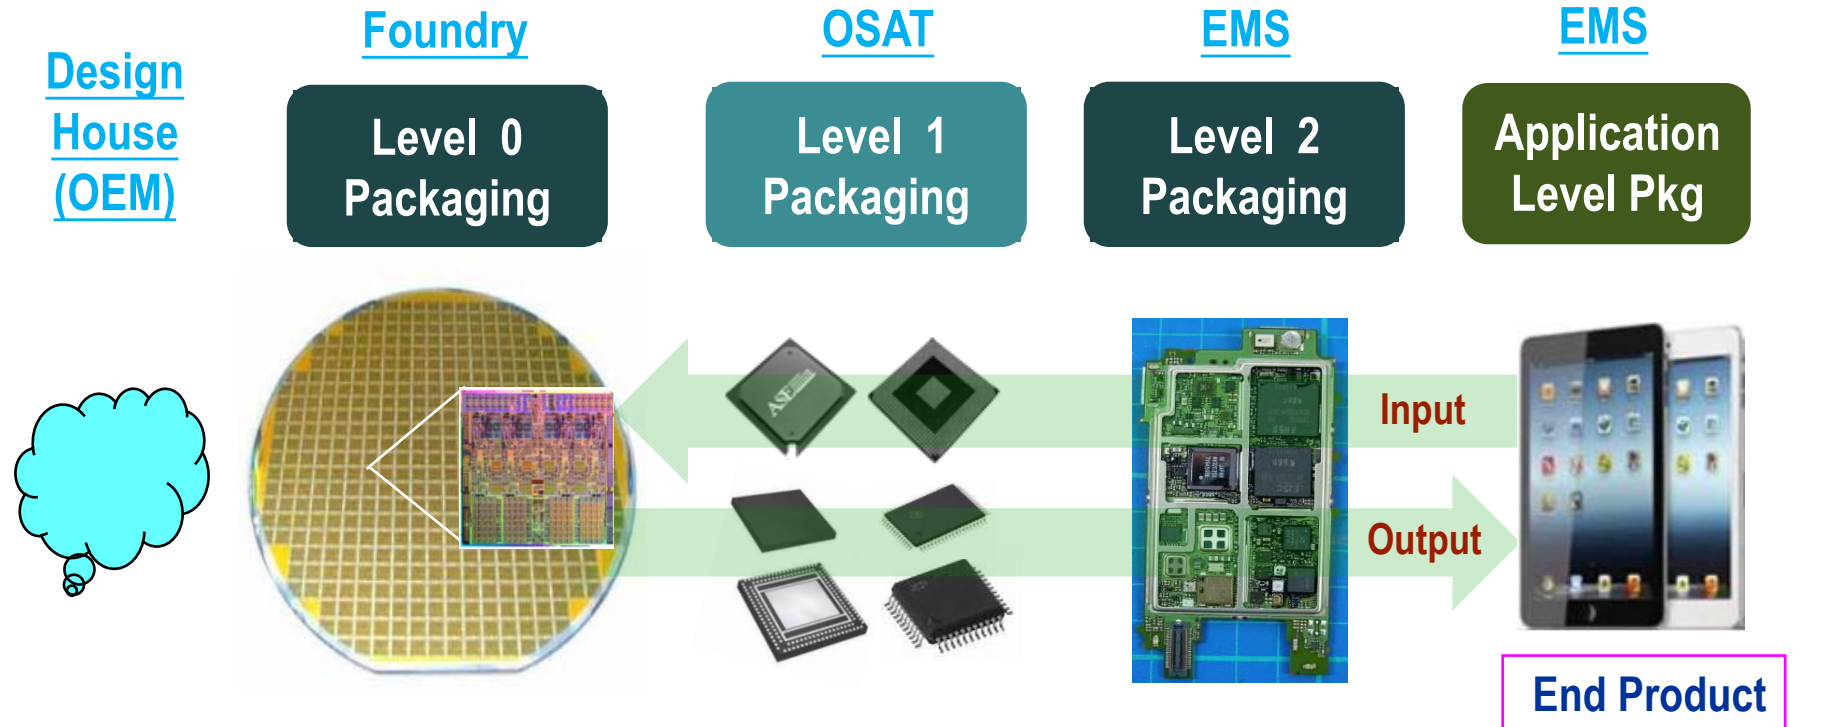 Design
House
(OEM)
Foundry
Level 0
Packaging
OSAT
Level 1
Packaging
EMS
Level 2
Packaging
EMS
Application
Level Pkg
ASE
Input
Output
End Product